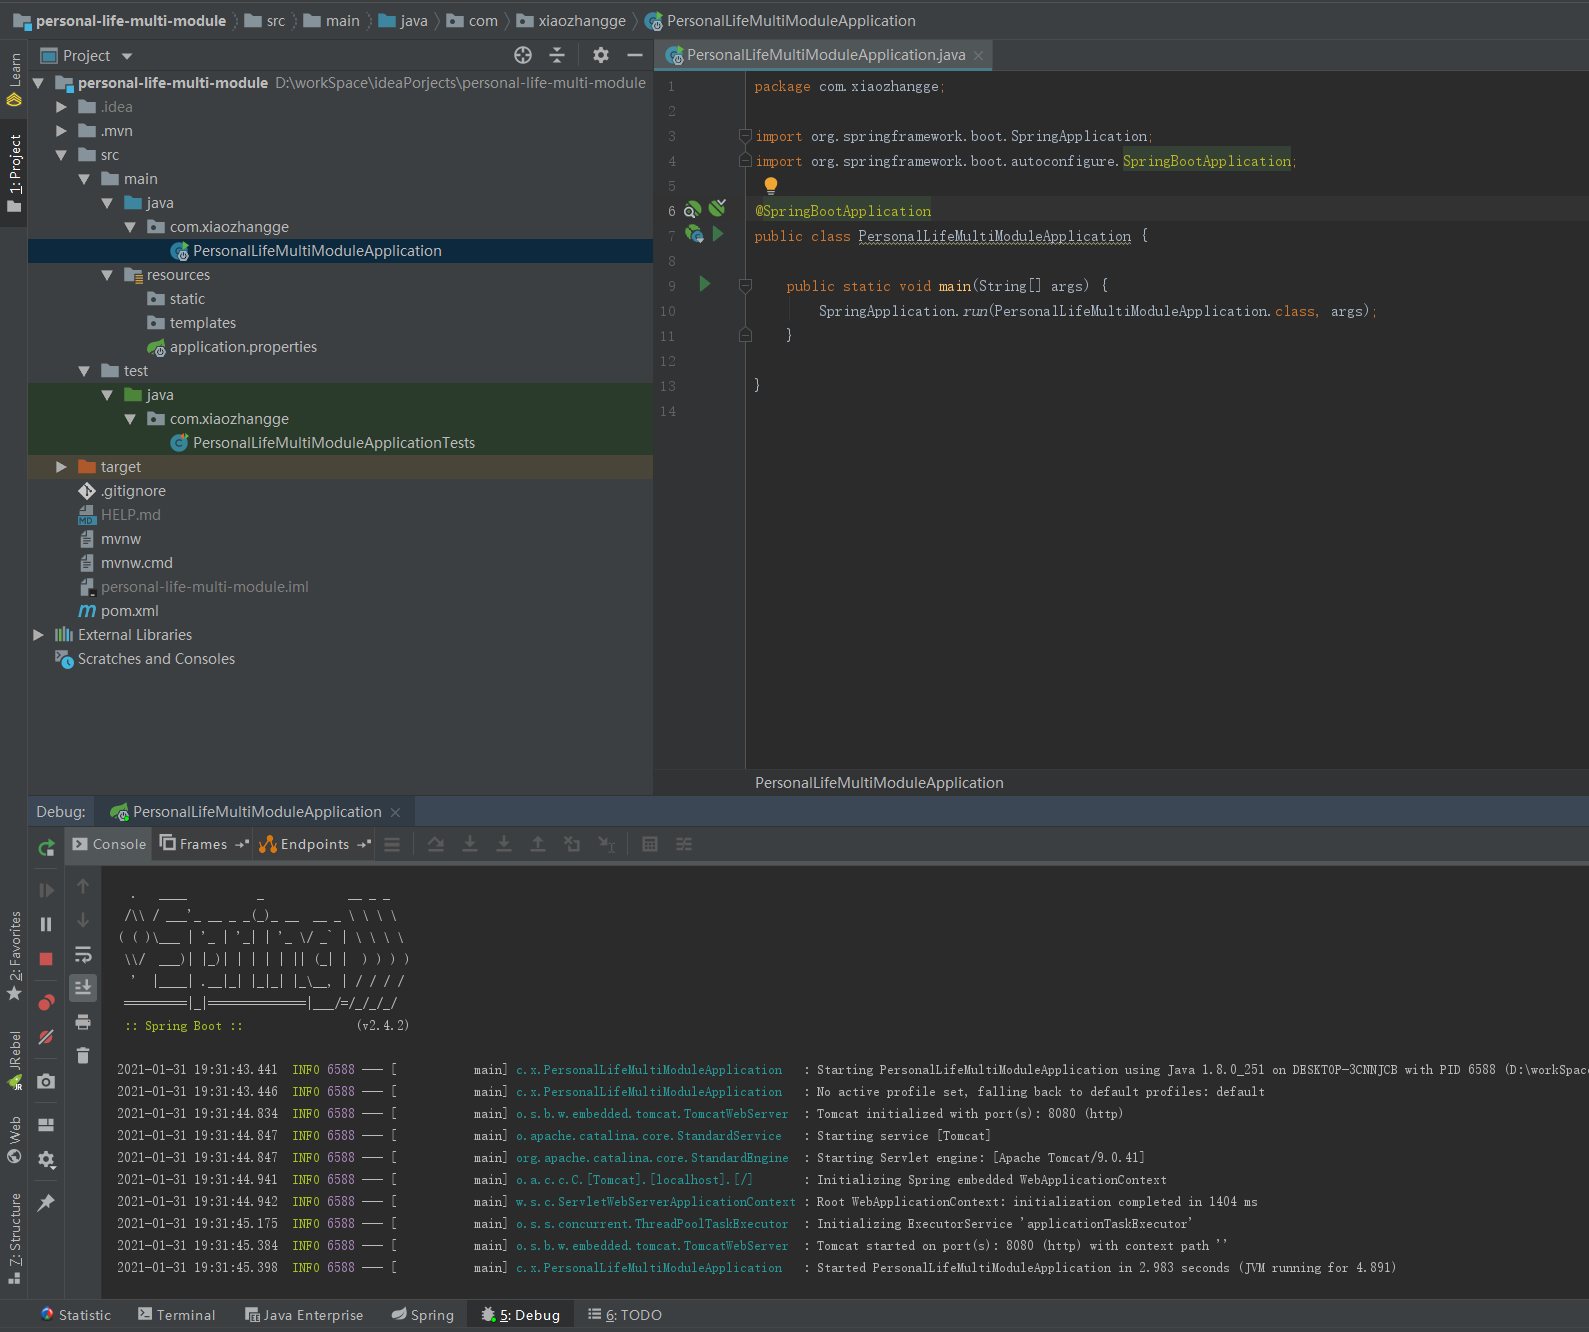 personal-life-multi-module src main java com xiaozhangge PersonalLifeMultiModuleApplication
Learn
1: Project
Project
personal-life-multi-module D:\workSpace\ideaPorjects\personal-life-multi-module
.idea
.mvn
src
main
java
com.xiaozhangge
PersonalLifeMultiModuleApplication
resources
static
templates
application.properties
test
java
com.xiaozhangge
PersonalLifeMultiModuleApplicationTests
target
.gitignore
HELP.md
mvnw
mvnw.cmd
personal-life-multi-module.iml
pom.xml
External Libraries
Scratches and Consoles
PersonalLifeMultiModuleApplication.java
1 package com.xiaozhangge;
2
3 import org.springframework.boot.SpringApplication;
4 import org.springframework.boot.autoconfigure.SpringBootApplication;
5
6 @SpringBootApplication
7 public class PersonalLifeMultiModuleApplication {
8
9 public static void main(String[] args) {
10 SpringApplication.run(PersonalLifeMultiModuleApplication.class, args);
11 }
12
13 }
14
PersonalLifeMultiModuleApplication
Debug: PersonalLifeMultiModuleApplication
Console Frames Endpoints
2: Favorites
JRebel
Web
7: Structure
  .   ____          _            __ _ _
 /\\ / ___'_ __ _ _(_)_ __  __ _ \ \ \ \
( ( )\___ | '_ | '_| | '_ \/ _` | \ \ \ \
 \\/  ___)| |_)| | | | | || (_| |  ) ) ) )
  '  |____| .__|_| |_|_| |_\__, | / / / /
 =========|_|==============|___/=/_/_/_/
 :: Spring Boot ::                (v2.4.2)
2021-01-31 19:31:43.441  INFO 6588 --- [           main] c.x.PersonalLifeMultiModuleApplication   : Starting PersonalLifeMultiModuleApplication using Java 1.8.0_251 on DESKTOP-3CNNJCB with PID 6588 (D:\workSpace
2021-01-31 19:31:43.446  INFO 6588 --- [           main] c.x.PersonalLifeMultiModuleApplication   : No active profile set, falling back to default profiles: default
2021-01-31 19:31:44.834  INFO 6588 --- [           main] o.s.b.w.embedded.tomcat.TomcatWebServer  : Tomcat initialized with port(s): 8080 (http)
2021-01-31 19:31:44.847  INFO 6588 --- [           main] o.apache.catalina.core.StandardService   : Starting service [Tomcat]
2021-01-31 19:31:44.847  INFO 6588 --- [           main] org.apache.catalina.core.StandardEngine  : Starting Servlet engine: [Apache Tomcat/9.0.41]
2021-01-31 19:31:44.941  INFO 6588 --- [           main] o.a.c.c.C.[Tomcat].[localhost].[/]       : Initializing Spring embedded WebApplicationContext
2021-01-31 19:31:44.942  INFO 6588 --- [           main] w.s.c.ServletWebServerApplicationContext : Root WebApplicationContext: initialization completed in 1404 ms
2021-01-31 19:31:45.175  INFO 6588 --- [           main] o.s.s.concurrent.ThreadPoolTaskExecutor  : Initializing ExecutorService 'applicationTaskExecutor'
2021-01-31 19:31:45.384  INFO 6588 --- [           main] o.s.b.w.embedded.tomcat.TomcatWebServer  : Tomcat started on port(s): 8080 (http) with context path ''
2021-01-31 19:31:45.398  INFO 6588 --- [           main] c.x.PersonalLifeMultiModuleApplication   : Started PersonalLifeMultiModuleApplication in 2.983 seconds (JVM running for 4.891)
Statistic Terminal Java Enterprise Spring 5: Debug 6: TODO